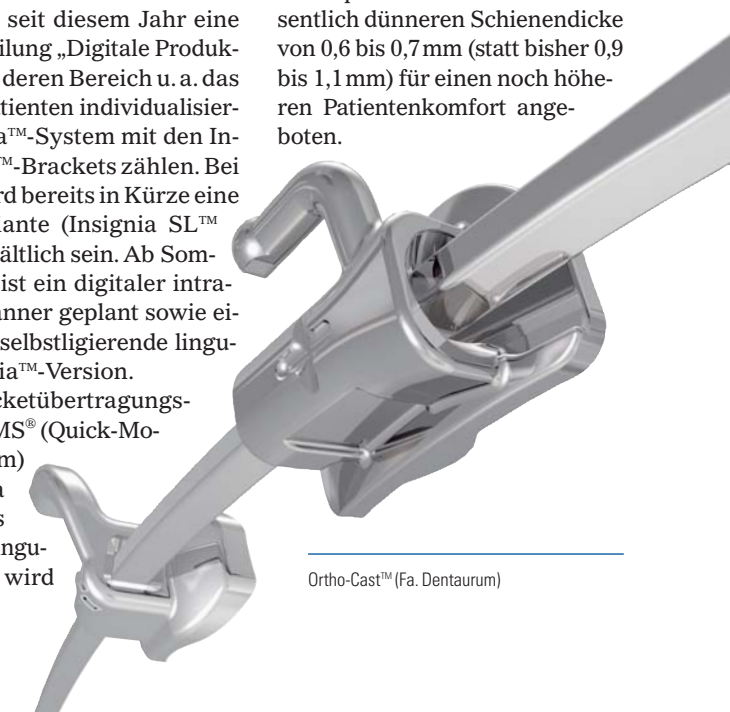 seit diesem Jahr eine
ilung „Digitale Produk-
deren Bereich u. a. das
tienten individualisier-
a™-System mit den In-
™-Brackets zählen. Bei
rd bereits in Kürze eine
iante (Insignia SL™
ältlich sein. Ab Som-
ist ein digitaler intra-
anner geplant sowie ei-
selbstligierende lingu-
ia™-Version.
cketübertragungs-
MS® (Quick-Mo-
m)
a
s
ingu-
wird
sentlich dünneren Schienendicke
von 0,6 bis 0,7 mm (statt bisher 0,9
bis 1,1 mm) für einen noch höhe-
ren Patientenkomfort ange-
boten.
Ortho-Cast™ (Fa. Dentaurum)